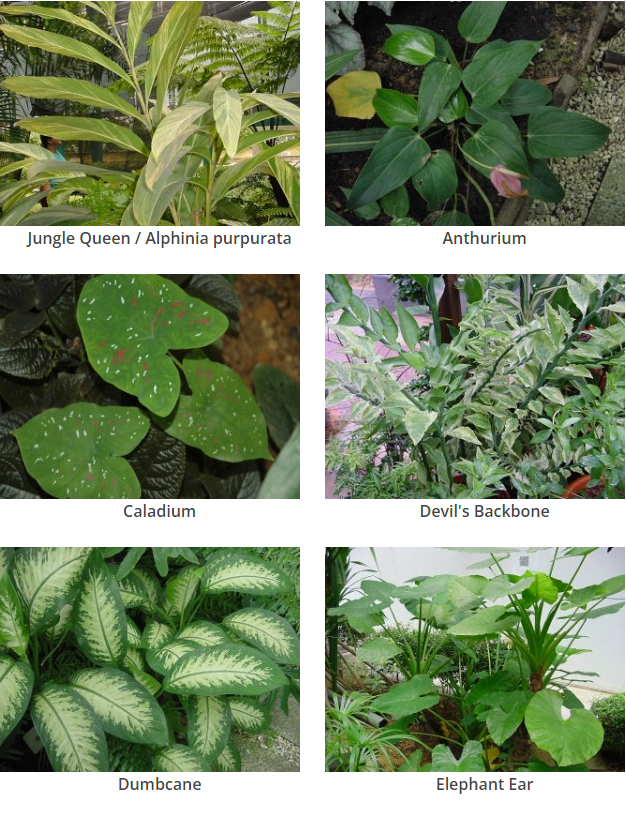 Jungle Queen / Alphinia purpurata
Anthurium
Caladium
Devil's Backbone
Dumbcane
Elephant Ear